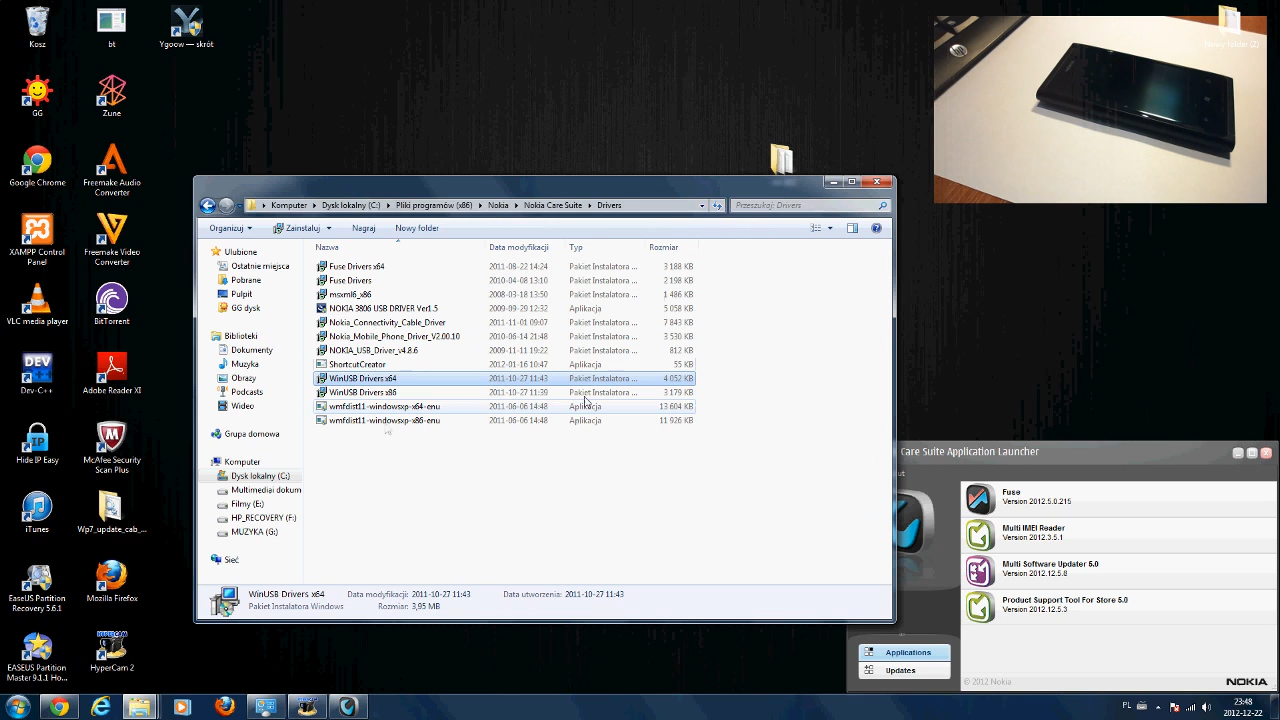 Kosz
bt
Ygoow — skrót
GG
Zune
Google Chrome
Freemake Audio
Converter
XAMPP Control
Panel
Freemake Video
Converter
VLC media player
BitTorrent
Dev-C++
Adobe Reader XI
Hide IP Easy
McAfee Security
Scan Plus
iTunes
Wp7_update_cab_...
EaseUS Partition
Recovery 5.6.1
Mozilla Firefox
EASEUS Partition
Master 9.1.1 Ho...
HyperCam 2
Nowy folder (2)
Komputer
Dysk lokalny (C:)
Pliki programów (x86)
Nokia
Nokia Care Suite
Drivers
Przeszukaj: Drivers
Organizuj
Zainstaluj
Nagraj
Nowy folder
Ulubione
Ostatnie miejsca
Pobrane
Pulpit
GG dysk
Biblioteki
Dokumenty
Muzyka
Obrazy
Podcasts
Wideo
Grupa domowa
Komputer
Dysk lokalny (C:)
Multimedial dokum
Filmy (E:)
HP_RECOVERY (F:)
MUZYKA (G:)
Sieć
Nazwa Data modyfikacji Typ Rozmiar
Fuse Drivers x64 2011-08-22 14:24 Pakiet Instalatora ... 3 188 KB
Fuse Drivers 2010-04-08 13:10 Pakiet Instalatora ... 2 198 KB
msxml6_x86 2008-03-18 13:50 Pakiet Instalatora ... 1 486 KB
NOKIA 3806 USB DRIVER Ver1.5 2009-09-29 12:32 Aplikacja 5 058 KB
Nokia_Connectivity_Cable_Driver 2011-11-01 09:07 Pakiet Instalatora ... 7 843 KB
Nokia_Mobile_Phone_Driver_V2.00.10 2010-06-14 21:48 Pakiet Instalatora ... 3 530 KB
NOKIA_USB_Driver_v4.8.6 2009-11-11 19:22 Pakiet Instalatora ... 812 KB
ShortcutCreator 2012-01-16 10:47 Aplikacja 55 KB
WinUSB Drivers x64 2011-10-27 11:43 Pakiet Instalatora ... 4 052 KB
WinUSB Drivers x86 2011-10-27 11:39 Pakiet Instalatora ... 3 179 KB
wmfdist11-windowsxp-x64-enu 2011-06-06 14:48 Aplikacja 13 604 KB
wmfdist11-windowsxp-x86-enu 2011-06-06 14:48 Aplikacja 11 926 KB
WinUSB Drivers x64 Data modyfikacji: 2011-10-27 11:43 Data utworzenia: 2011-10-27 11:43
Pakiet Instalatora Windows Rozmiar: 3,95 MB
Care Suite Application Launcher
ut
Fuse
Version 2012.5.0.215
Multi IMEI Reader
Version 2012.3.5.1
Multi Software Updater 5.0
Version 2012.12.5.8
Product Support Tool For Store 5.0
Version 2012.12.5.3
Applications
Updates
© 2012 Nokia
NOKIA
PL
23:48
2012-12-22